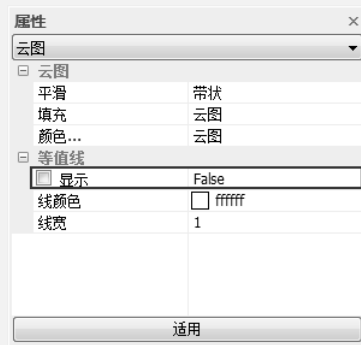 属性
云图
云图
平滑 带状
填充 云图
颜色... 云图
等值线
显示 False
线颜色 ffffff
线宽 1
适用